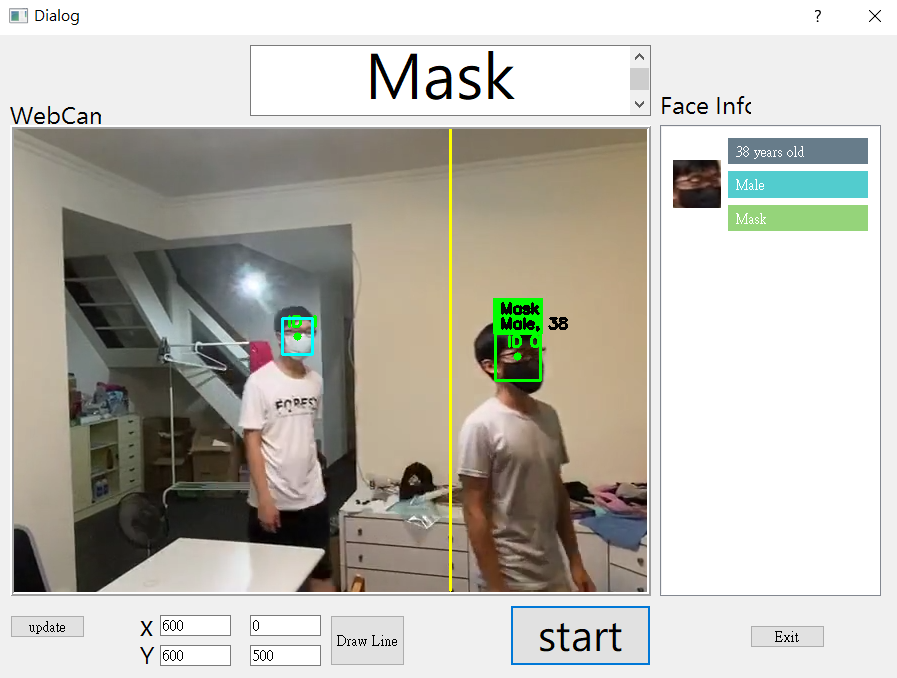 Dialog
?
Mask
WebCan
Face Info
38 years old
Male
Mask
Mask
Male, 38
ID 0
ID
FOREST
update
X 600 0
Y 600 500
Draw Line
start
Exit